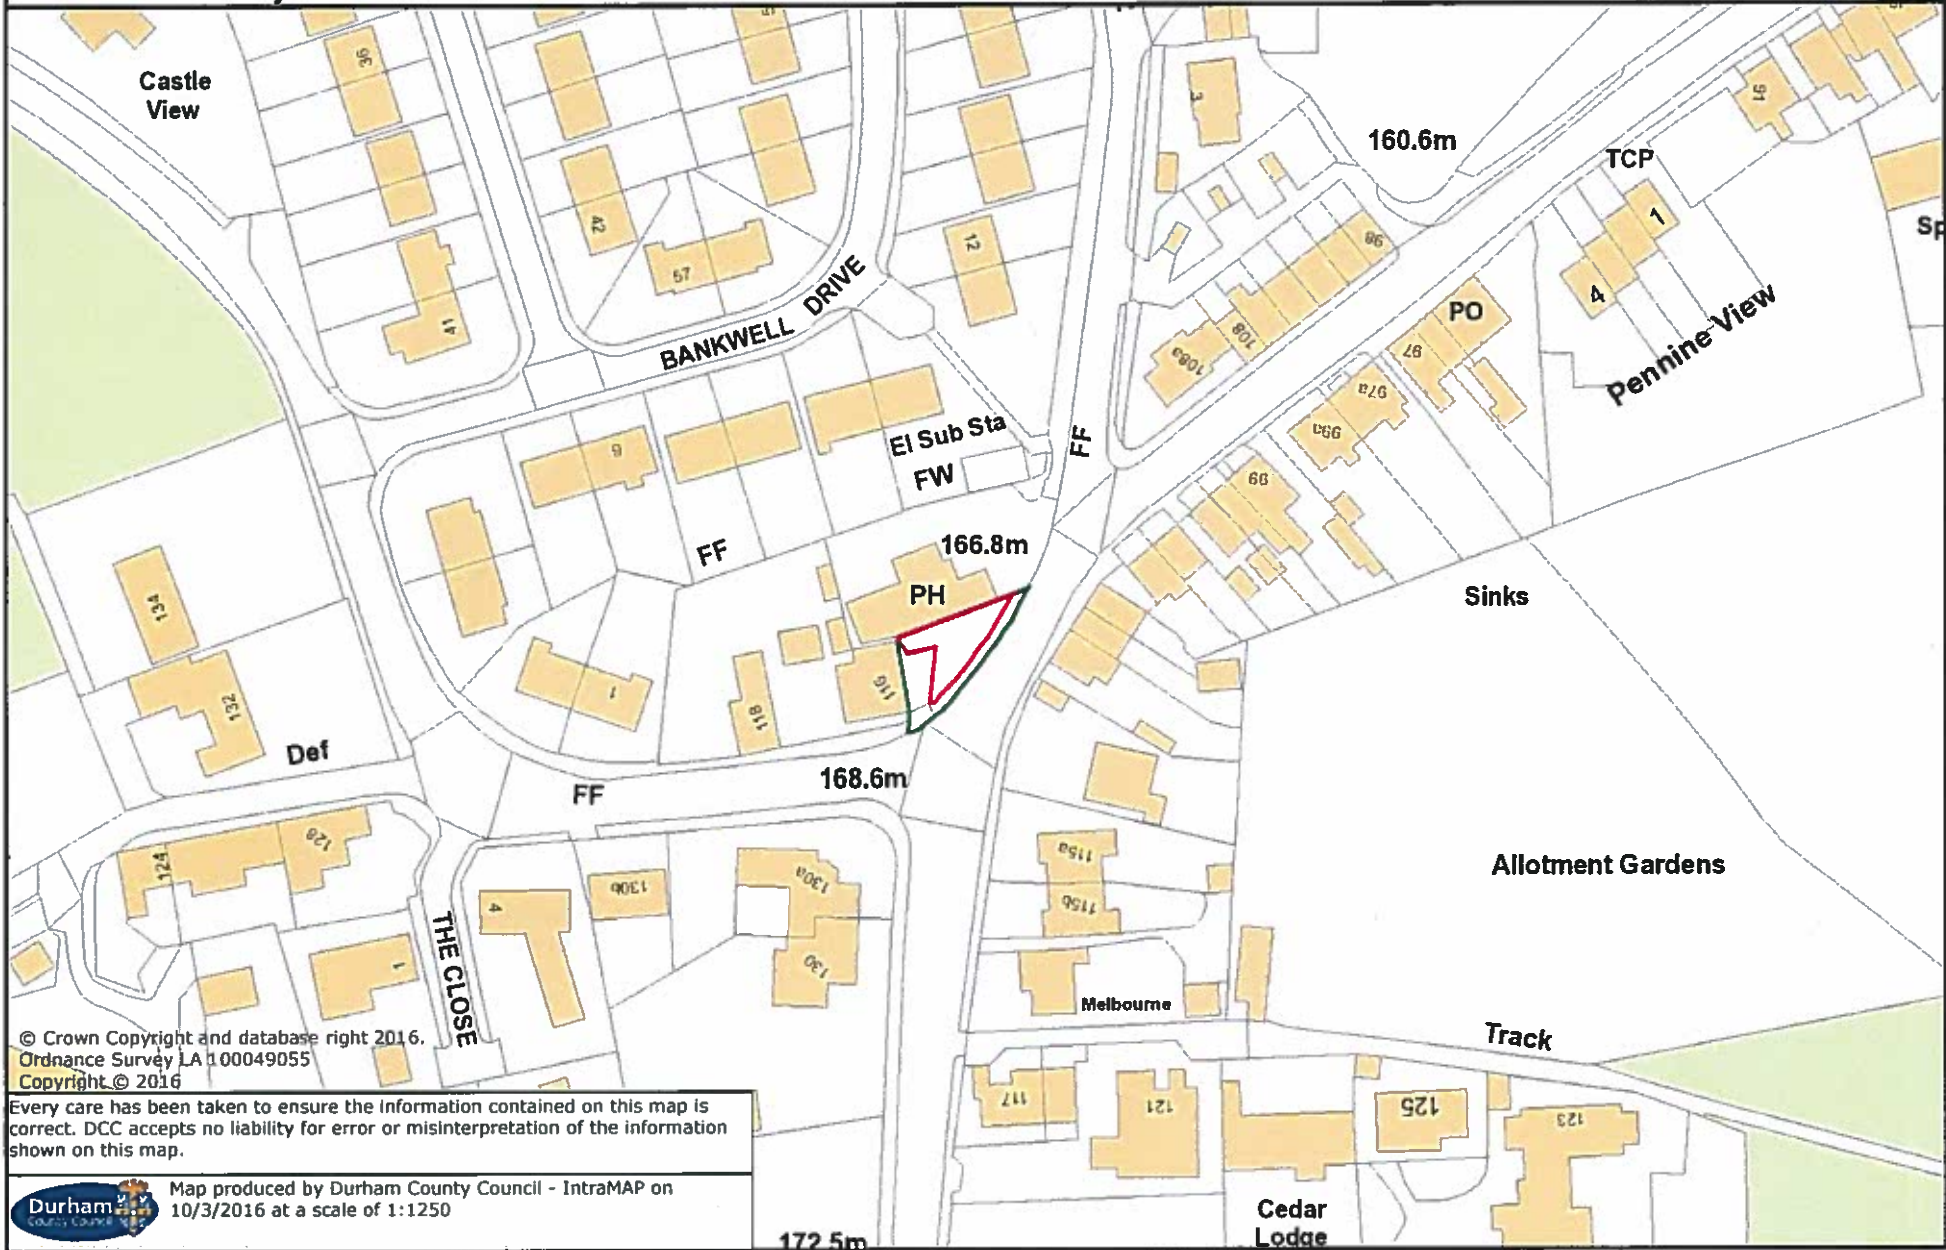 Castle
View
36
5
3
160.6m
91
TCP
42
57
12
98
1
Sp
DRIVE
41
BANKWELL
108
108a
PO
97
4
Pennine View
97a
99a
El Sub Sta
FF
FW
6
99
FF
166.8m
134
PH
Sinks
1
116
118
132
Def
168.6m
FF
124
128
115a
Allotment Gardens
130a
130b
4
115b
THE CLOSE
130
1
Melbourne
Track
© Crown Copyright and database right 2016.
Ordnance Survey LA 100049055
Copyright © 2016
117
121
125
123
Every care has been taken to ensure the information contained on this map is
correct. DCC accepts no liability for error or misinterpretation of the information
shown on this map.
Durham
County Council
Map produced by Durham County Council - IntraMAP on
10/3/2016 at a scale of 1:1250
Cedar
Lodge
172.5m